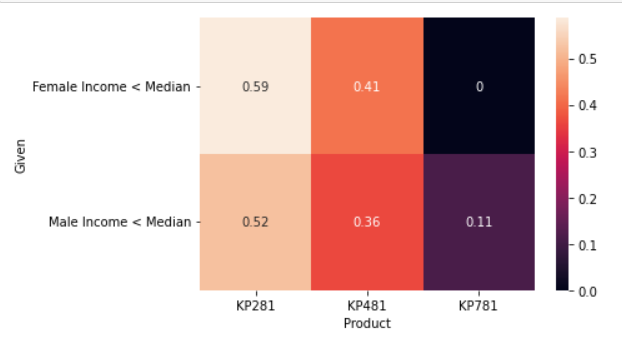 Given
Female Income < Median
0.59 0.41 0
Male Income < Median
0.52 0.36 0.11
KP281 KP481 KP781
Product
0.5
0.4
0.3
0.2
0.1
0.0